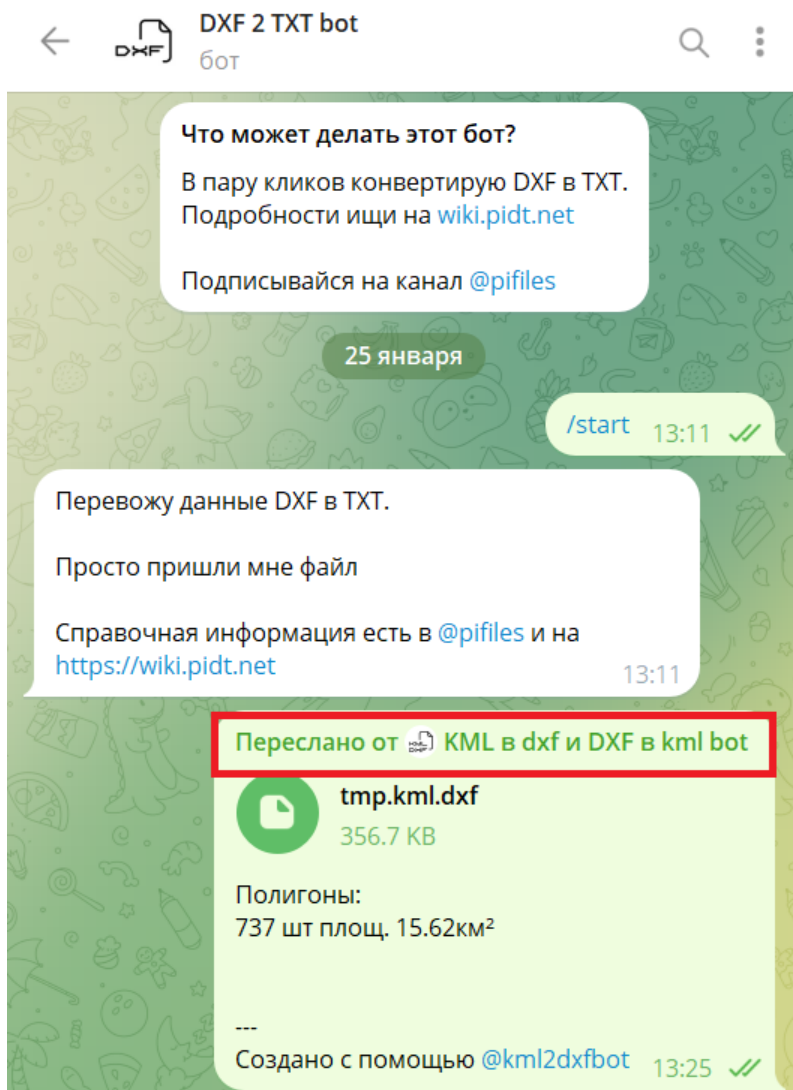 DXF 2 TXT bot
бот
DXF
Что может делать этот бот?
В пару кликов конвертирую DXF в TXT.
Подробности ищи на wiki.pidt.net
Подписывайся на канал @pifiles
25 января
/start 13:11
Перевожу данные DXF в TXT.
Просто пришли мне файл
Справочная информация есть в @pifiles и на
https://wiki.pidt.net
13:11
Переслано от KML в dxf и DXF в kml bot
tmp.kml.dxf
356.7 KB
Полигоны:
737 шт площ. 15.62км²
---
Создано с помощью @kml2dxfbot 13:25